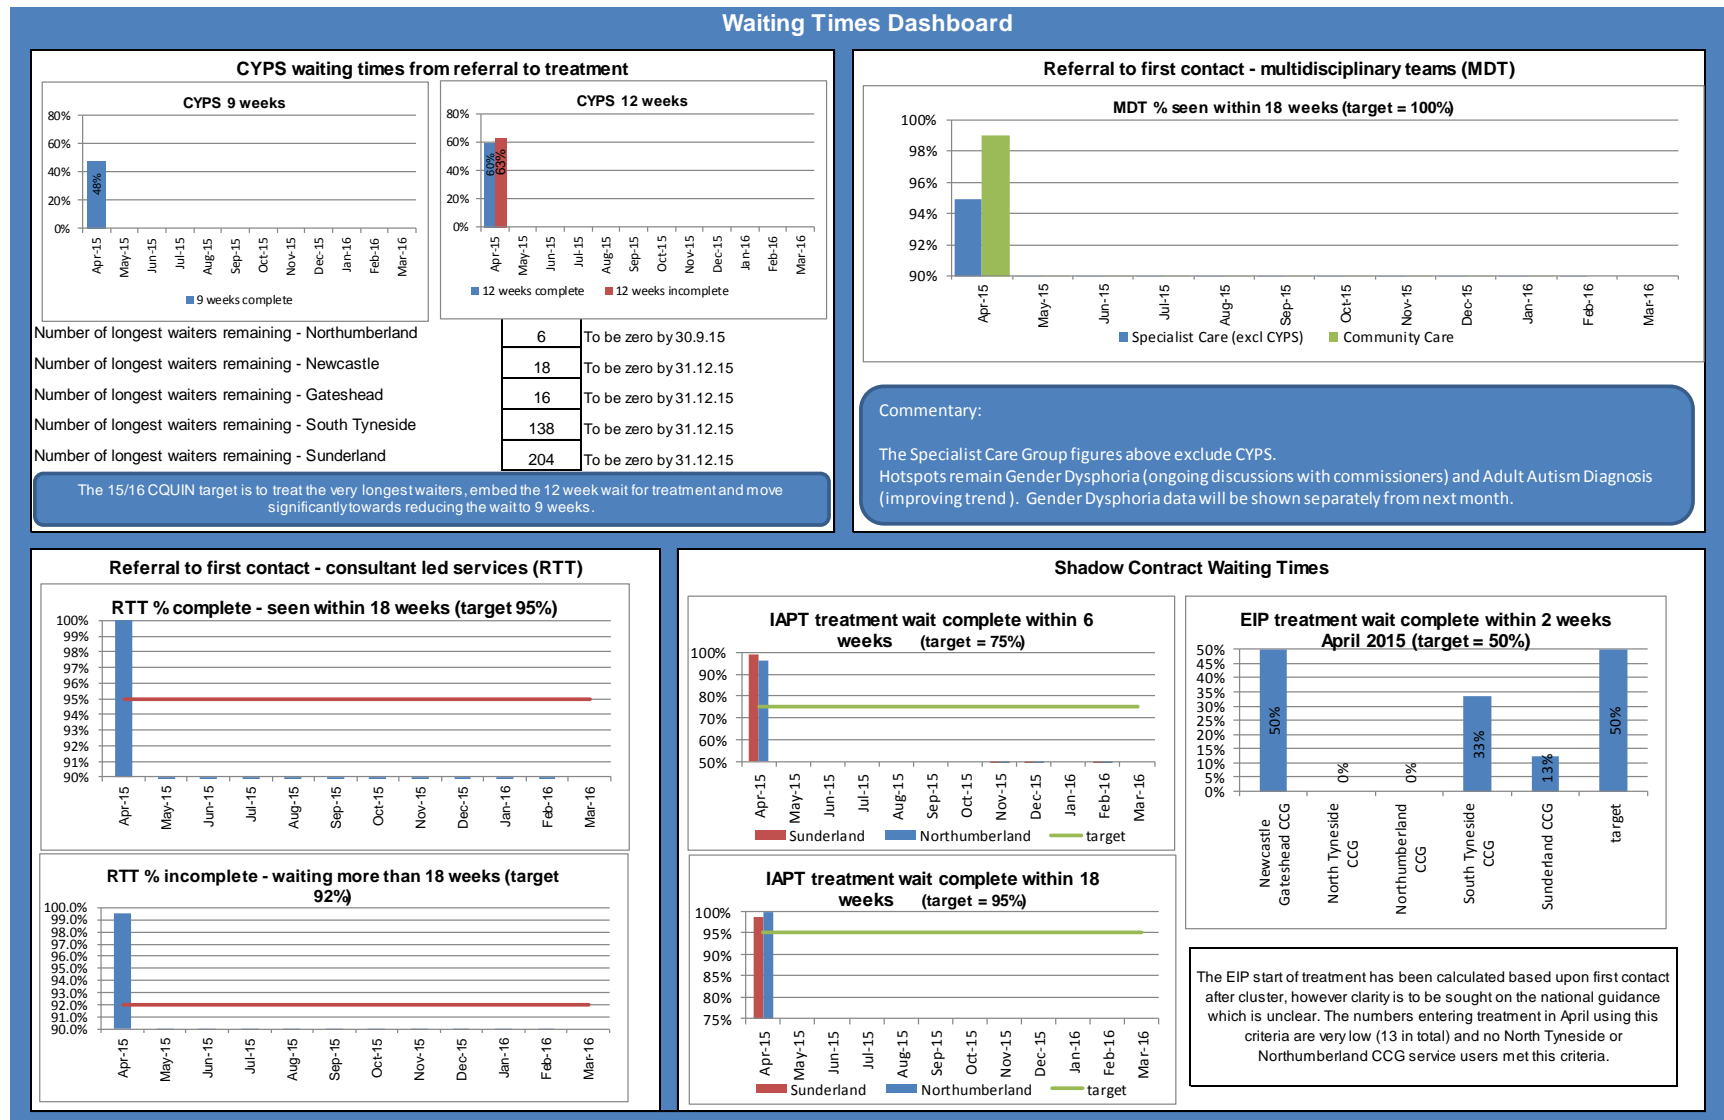 Waiting Times Dashboard
CYPS waiting times from referral to treatment
CYPS 9 weeks
80%
60%
40%
20%
0%
48%
Apr-15
May-15
Jun-15
Jul-15
Aug-15
Sep-15
Oct-15
Nov-15
Dec-15
Jan-16
Feb-16
Mar-16
9 weeks complete
CYPS 12 weeks
80%
60%
40%
20%
0%
60%
63%
Apr-15
May-15
Jun-15
Jul-15
Aug-15
Sep-15
Oct-15
Nov-15
Dec-15
Jan-16
Feb-16
Mar-16
12 weeks complete
12 weeks incomplete
Number of longest waiters remaining - Northumberland 6 To be zero by 30.9.15
Number of longest waiters remaining - Newcastle 18 To be zero by 31.12.15
Number of longest waiters remaining - Gateshead 16 To be zero by 31.12.15
Number of longest waiters remaining - South Tyneside 138 To be zero by 31.12.15
Number of longest waiters remaining - Sunderland 204 To be zero by 31.12.15
The 15/16 CQUIN target is to treat the very longest waiters, embed the 12 week wait for treatment and move
significantly towards reducing the wait to 9 weeks.
Referral to first contact - multidisciplinary teams (MDT)
MDT % seen within 18 weeks (target = 100%)
100%
98%
96%
94%
92%
90%
Apr-15
May-15
Jun-15
Jul-15
Aug-15
Sep-15
Oct-15
Nov-15
Dec-15
Jan-16
Feb-16
Mar-16
Specialist Care (excl CYPS)
Community Care
Commentary:
The Specialist Care Group figures above exclude CYPS.
Hotspots remain Gender Dysphoria (ongoing discussions with commissioners) and Adult Autism Diagnosis
(improving trend ). Gender Dysphoria data will be shown separately from next month.
Referral to first contact - consultant led services (RTT)
RTT % complete - seen within 18 weeks (target 95%)
100%
99%
98%
97%
96%
95%
94%
93%
92%
91%
90%
Apr-15
May-15
Jun-15
Jul-15
Aug-15
Sep-15
Oct-15
Nov-15
Dec-15
Jan-16
Feb-16
Mar-16
RTT % incomplete - waiting more than 18 weeks (target
92%)
100.0%
99.0%
98.0%
97.0%
96.0%
95.0%
94.0%
93.0%
92.0%
91.0%
90.0%
Apr-15
May-15
Jun-15
Jul-15
Aug-15
Sep-15
Oct-15
Nov-15
Dec-15
Jan-16
Feb-16
Mar-16
Shadow Contract Waiting Times
IAPT treatment wait complete within 6
weeks (target = 75%)
100%
90%
80%
70%
60%
50%
Apr-15
May-15
Jun-15
Jul-15
Aug-15
Sep-15
Oct-15
Nov-15
Dec-15
Jan-16
Feb-16
Mar-16
Sunderland
Northumberland
target
IAPT treatment wait complete within 18
weeks (target = 95%)
100%
95%
90%
85%
80%
75%
Apr-15
May-15
Jun-15
Jul-15
Aug-15
Sep-15
Oct-15
Nov-15
Dec-15
Jan-16
Feb-16
Mar-16
Sunderland
Northumberland
target
EIP treatment wait complete within 2 weeks
April 2015 (target = 50%)
50%
45%
40%
35%
30%
25%
20%
15%
10%
5%
0%
50%
0%
0%
33%
13%
50%
Newcastle
Gateshead CCG
North Tyneside
CCG
Northumberland
CCG
South Tyneside
CCG
Sunderland CCG
target
The EIP start of treatment has been calculated based upon first contact
after cluster, however clarity is to be sought on the national guidance
which is unclear. The numbers entering treatment in April using this
criteria are very low (13 in total) and no North Tyneside or
Northumberland CCG service users met this criteria.